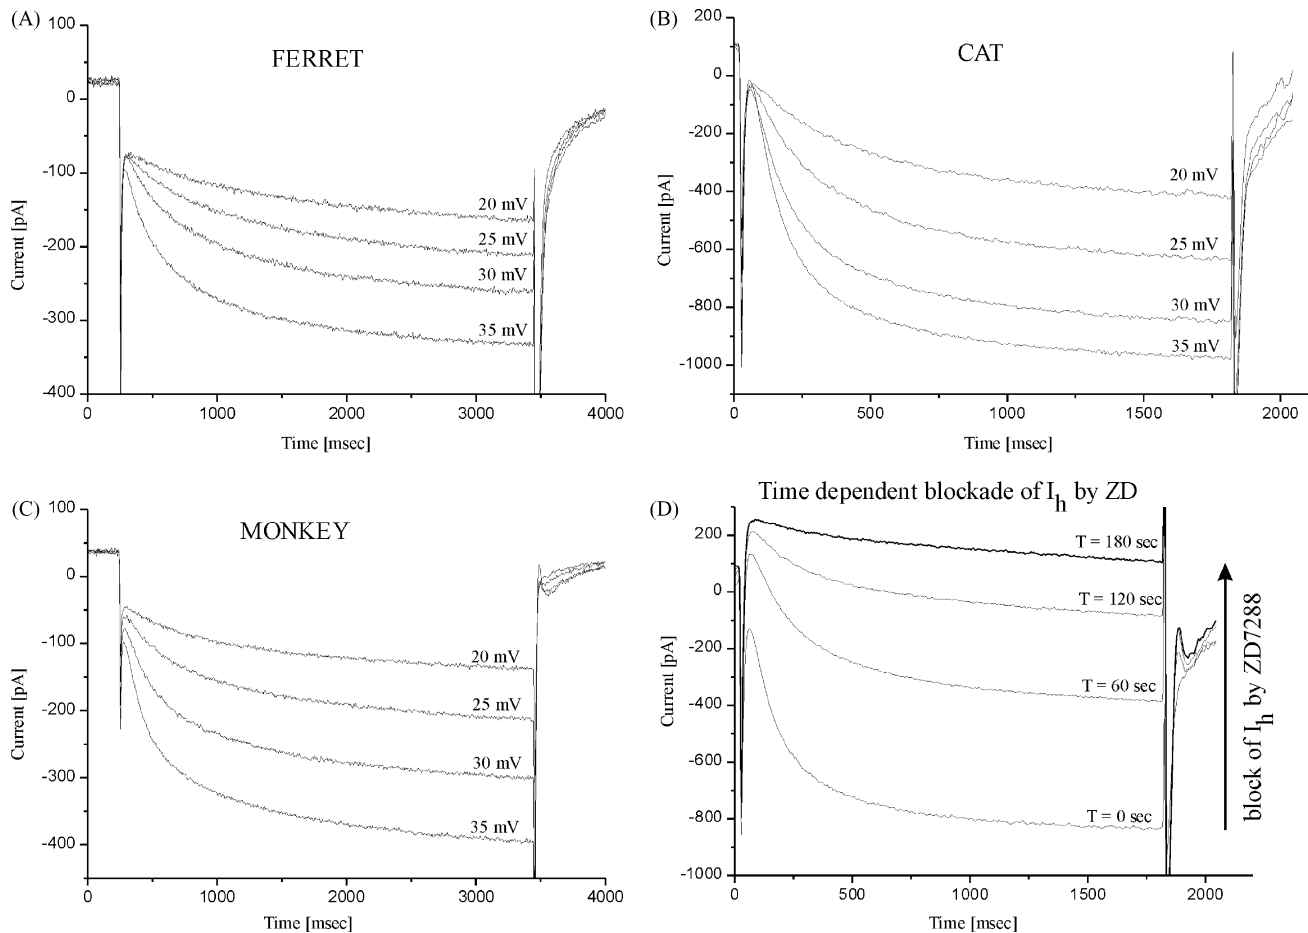 (A)
FERRET
100
0
-100
-200
-300
-400
Current [pA]
20 mV
25 mV
30 mV
35 mV
0
1000
2000
3000
4000
Time [msec]
(B)
CAT
200
0
-200
-400
-600
-800
-1000
Current [pA]
20 mV
25 mV
30 mV
35 mV
0
500
1000
1500
2000
Time [msec]
(C)
MONKEY
100
0
-100
-200
-300
-400
Current [pA]
20 mV
25 mV
30 mV
35 mV
0
1000
2000
3000
4000
Time [msec]
Time dependent blockade of Ih by ZD
(D)
200
0
-200
-400
-600
-800
-1000
Current [pA]
T = 180 sec
T = 120 sec
T = 60 sec
T = 0 sec
block of Ih by ZD7288
0
500
1000
1500
2000
Time [msec]